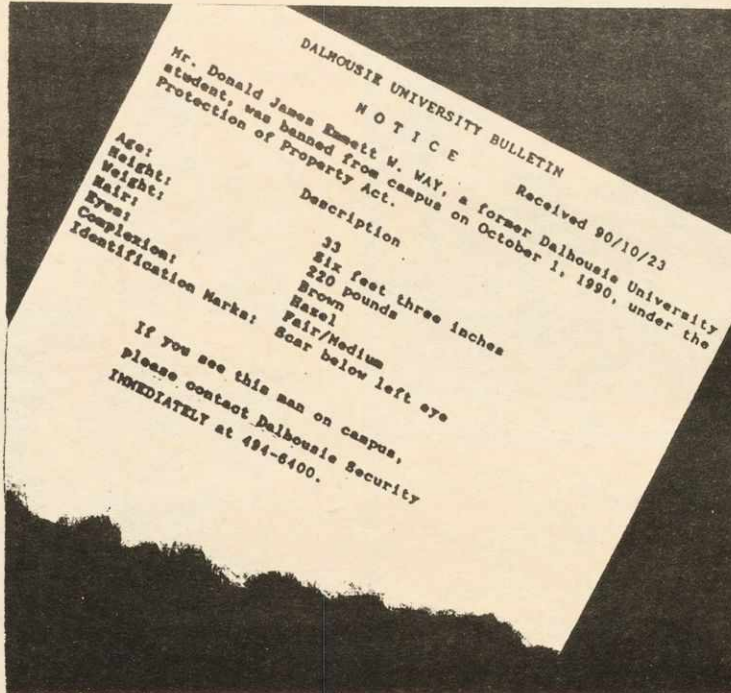 DALHOUSIE UNIVERSITY BULLETIN
N O T I C E
Received 90/10/23
Mr. Donald James Emmett W. WAY, a former Dalhousie University
student, was banned from campus on October 1, 1990, under the
Protection of Property Act.
Description
Age: 33
Height: Six feet three inches
Weight: 220 pounds
Hair: Brown
Eyes: Hazel
Complexion: Fair/Medium
Identification Marks: Scar below left eye
If you see this man on campus,
please contact Dalhousie Security
IMMEDIATELY at 494-6400.